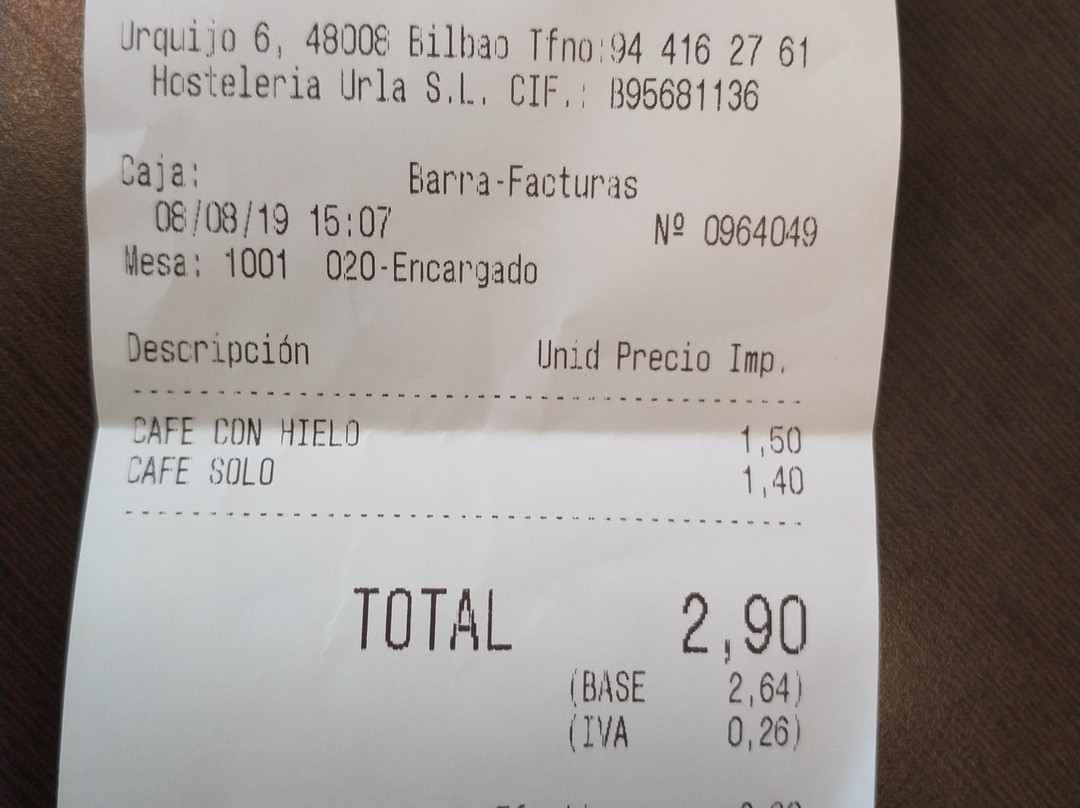 Urquijo 6, 48008 Bilbao Tfno:94 416 27 61
Hosteleria Urla S.L. CIF.: B95681136
Caja: Barra-Facturas
08/08/19 15:07 Nº 0964049
Mesa: 1001 020-Encargado
Descripción Unid Precio Imp.
CAFE CON HIELO 1,50
CAFE SOLO 1,40
TOTAL 2,90
(BASE 2,64)
(IVA 0,26)